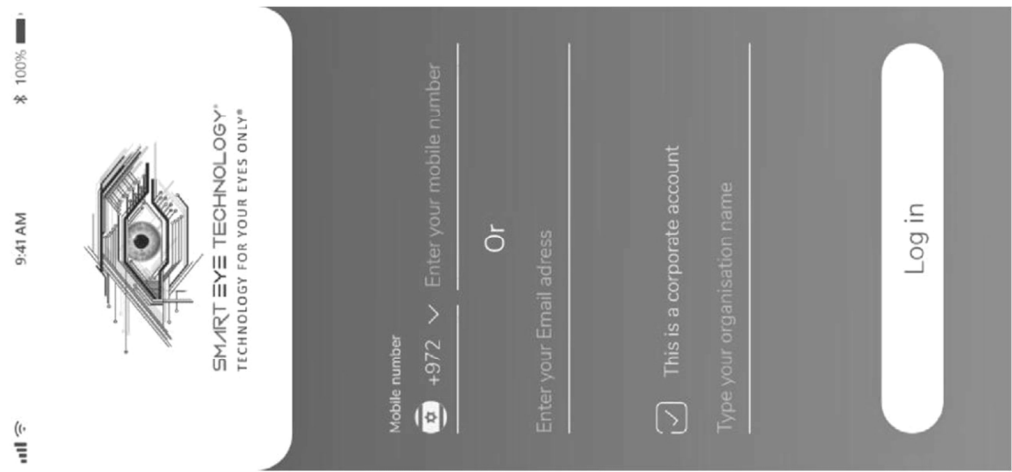 9:41 AM
100%
SMART EYE TECHNOLOGY®
TECHNOLOGY FOR YOUR EYES ONLY®
Mobile number
+972 Enter your mobile number
Or
Enter your Email adress
This is a corporate account
Type your organisation name
Log in